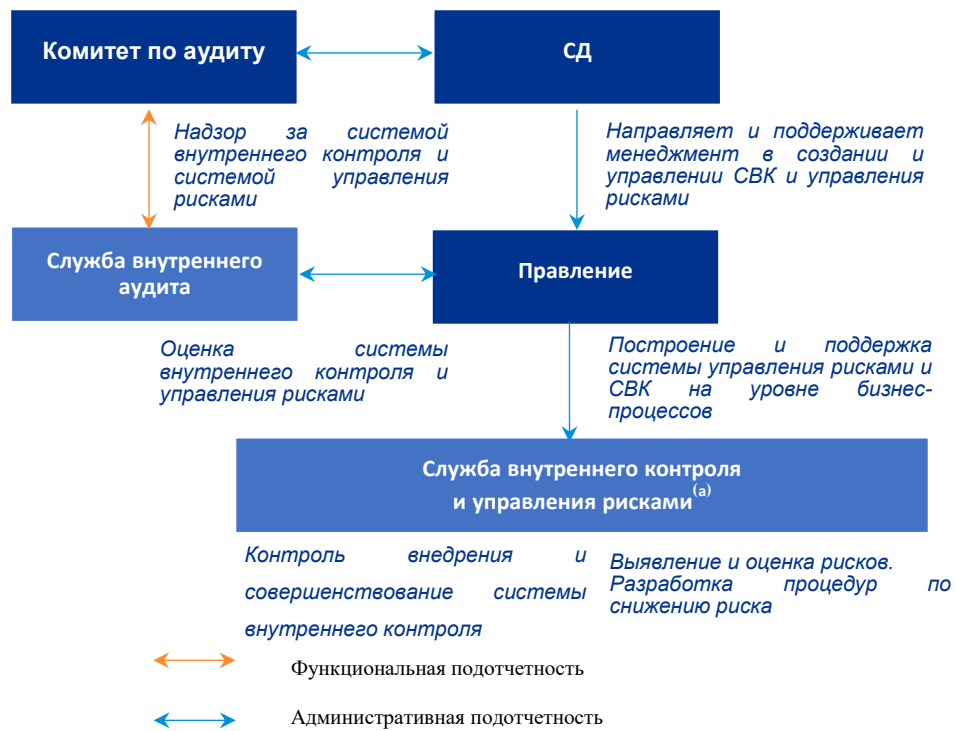 Комитет по аудиту
СД
Надзор за системой
внутреннего контроля и
системой управления
рисками
Направляет и поддерживает
менеджмент в создании и
управлении СВК и управления
рисками
Служба внутреннего
аудита
Правление
Оценка системы
внутреннего контроля и
управления рисками
Построение и поддержка
системы управления рисками и
СВК на уровне бизнес-
процессов
Служба внутреннего контроля
и управления рисками(а)
Контроль внедрения и
совершенствование системы
внутреннего контроля
Выявление и оценка рисков.
Разработка процедур по
снижению риска
Функциональная подотчетность
Административная подотчетность